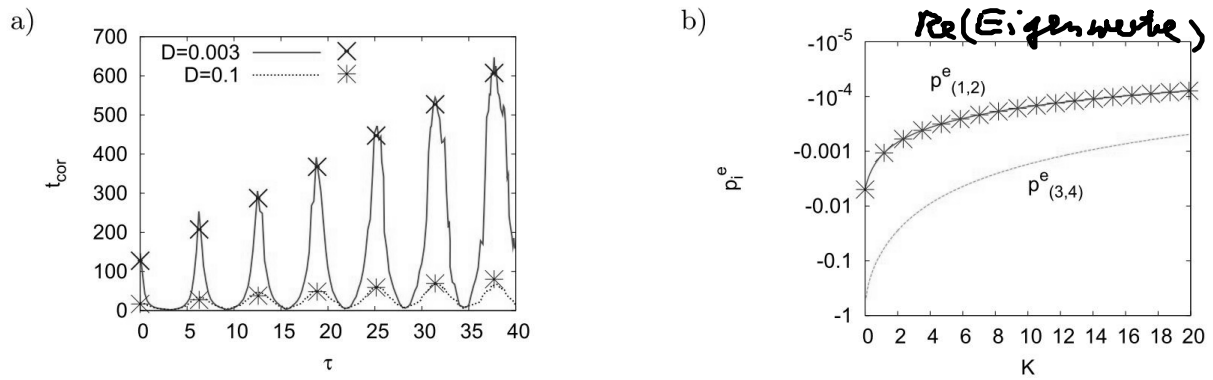 a)
700
600
500
400
300
200
100
0
t_cor
D=0.003
D=0.1
0 5 10 15 20 25 30 35 40
τ
b)
Re(Eigenwerte)
-10^-5
-10^-4
-0.001
-0.01
-0.1
-1
p_i^e
p^e_(1,2)
p^e_(3,4)
0 2 4 6 8 10 12 14 16 18 20
K